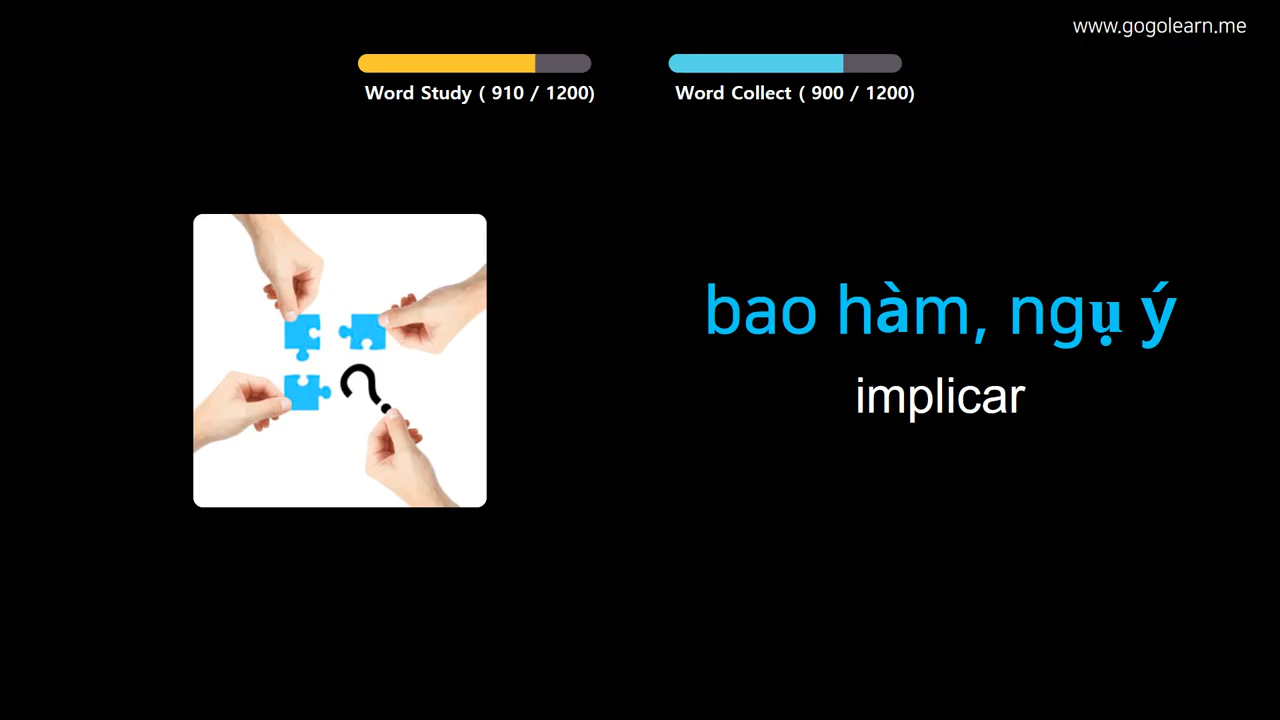 www.gogolearn.me
Word Study ( 910 / 1200)
Word Collect ( 900 / 1200)
bao hàm, ngụ ý
implicar